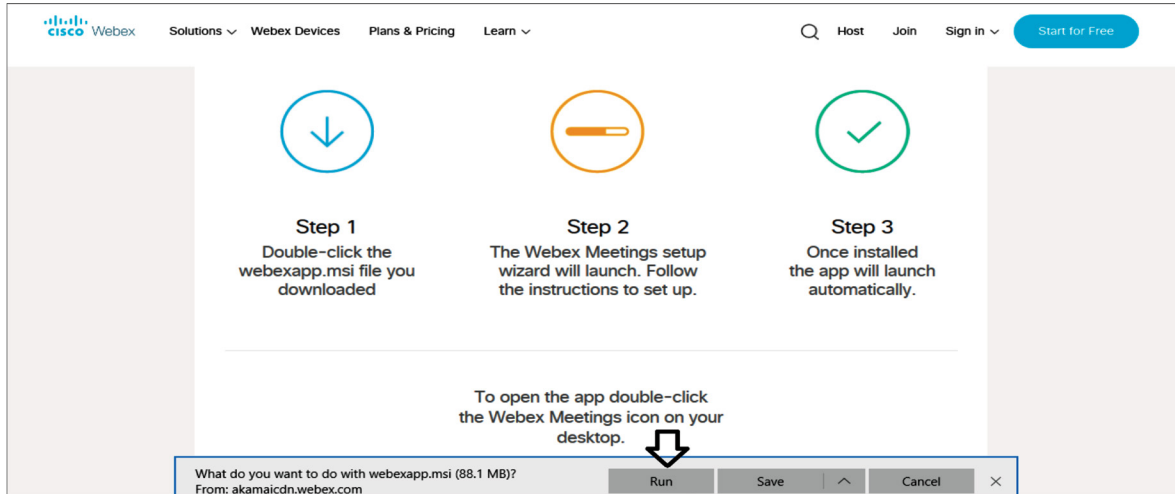 cisco Webex Solutions Webex Devices Plans & Pricing Learn Host Join Sign in Start for Free
Step 1
Double-click the
webexapp.msi file you
downloaded
Step 2
The Webex Meetings setup
wizard will launch. Follow
the instructions to set up.
Step 3
Once installed
the app will launch
automatically.
To open the app double-click
the Webex Meetings icon on your
desktop.
What do you want to do with webexapp.msi (88.1 MB)?
From: akamaicdn.webex.com
Run Save Cancel